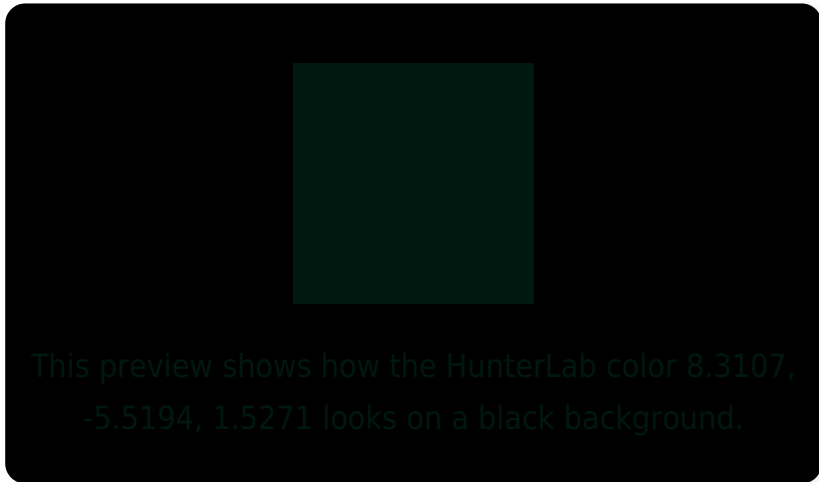 This preview shows how the HunterLab color 8.3107,
-5.5194, 1.5271 looks on a black background.